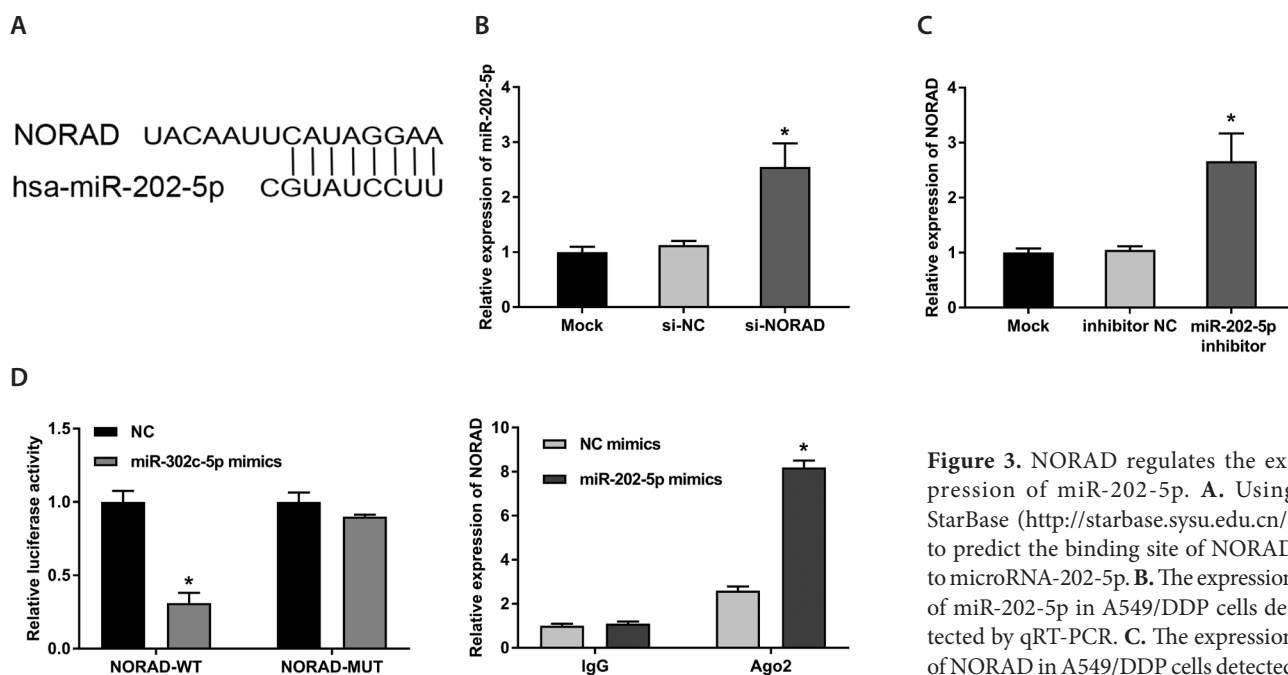 A
NORAD UACAAUUCAUAGGAA
hsa-miR-202-5p CGUAUCCUU
B
Relative expression of miR-202-5p
4
3
2
1
0
*
Mock si-NC si-NORAD
C
Relative expression of NORAD
4
3
2
1
0
*
Mock inhibitor NC miR-202-5p
inhibitor
D
Relative luciferase activity
1.5
1.0
0.5
0.0
NC
miR-302c-5p mimics
*
NORAD-WT NORAD-MUT
Relative expression of NORAD
10
8
6
4
2
0
NC mimics
miR-202-5p mimics
*
IgG Ago2
Figure 3. NORAD regulates the ex
pression of miR-202-5p. A. Using
StarBase (http://starbase.sysu.edu.cn/
to predict the binding site of NORAD
to microRNA-202-5p. B. The expression
of miR-202-5p in A549/DDP cells de
tected by qRT-PCR. C. The expression
of NORAD in A549/DDP cells detected